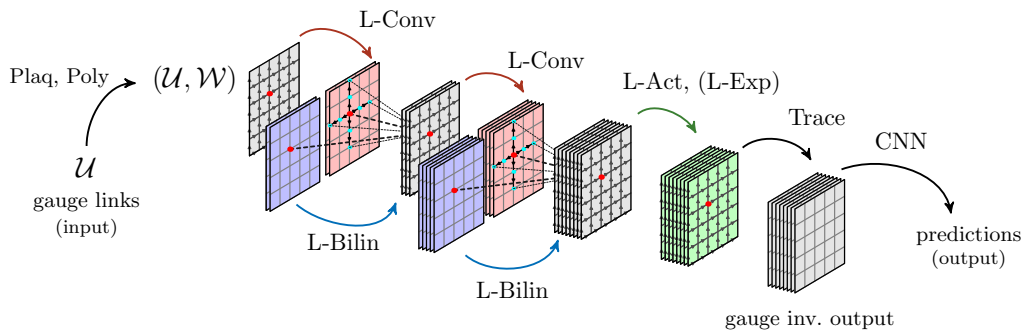 Plaq, Poly
𝒰
gauge links
(input)
(𝒰, 𝒲)
L-Conv
L-Bilin
L-Conv
L-Bilin
L-Act, (L-Exp)
Trace
gauge inv. output
CNN
predictions
(output)